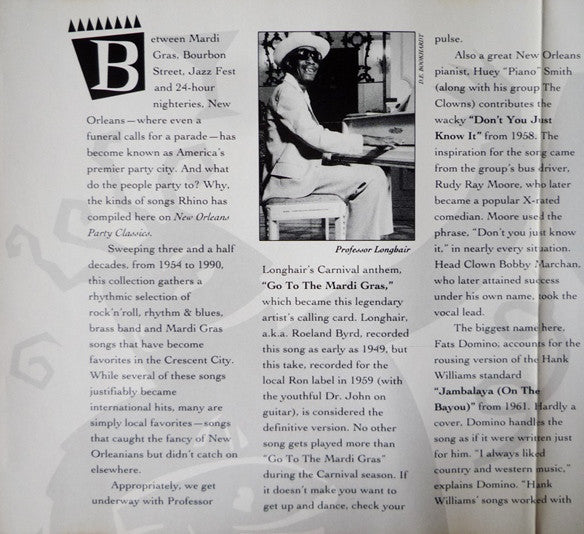 Between Mardi
Gras, Bourbon
Street, Jazz Fest
and 24-hour
nighteries, New
Orleans—where even a
funeral calls for a parade—has
become known as America's
premier party city. And what
do the people party to? Why,
the kinds of songs Rhino has
compiled here on New Orleans
Party Classics.
Sweeping three and a half
decades, from 1954 to 1990,
this collection gathers a
rhythmic selection of
rock'n'roll, rhythm & blues,
brass band and Mardi Gras
songs that have become
favorites in the Crescent City.
While several of these songs
justifiably became
international hits, many are
simply local favorites—songs
that caught the fancy of New
Orleanians but didn't catch on
elsewhere.
Appropriately, we get
underway with Professor
D.E. BOOKHARDT
Professor Longhair
Longhair's Carnival anthem,
"Go To The Mardi Gras,"
which became this legendary
artist's calling card. Longhair,
a.k.a. Roeland Byrd, recorded
this song as early as 1949, but
this take, recorded for the
local Ron label in 1959 (with
the youthful Dr. John on
guitar), is considered the
definitive version. No other
song gets played more than
"Go To The Mardi Gras"
during the Carnival season. If
it doesn't make you want to
get up and dance, check your
pulse.
Also a great New Orleans
pianist, Huey "Piano" Smith
(along with his group The
Clowns) contributes the
wacky "Don't You Just
Know It" from 1958. The
inspiration for the song came
from the group's bus driver,
Rudy Ray Moore, who later
became a popular X-rated
comedian. Moore used the
phrase, "Don't you just know
it," in nearly every situation.
Head Clown Bobby Marchan,
who later attained success
under his own name, took the
vocal lead.
The biggest name here,
Fats Domino, accounts for the
rousing version of the Hank
Williams standard
"Jambalaya (On The
Bayou)" from 1961. Hardly a
cover, Domino handles the
song as if it were written just
for him. "I always liked
country and western music,"
explains Domino. "Hank
Williams' songs worked with